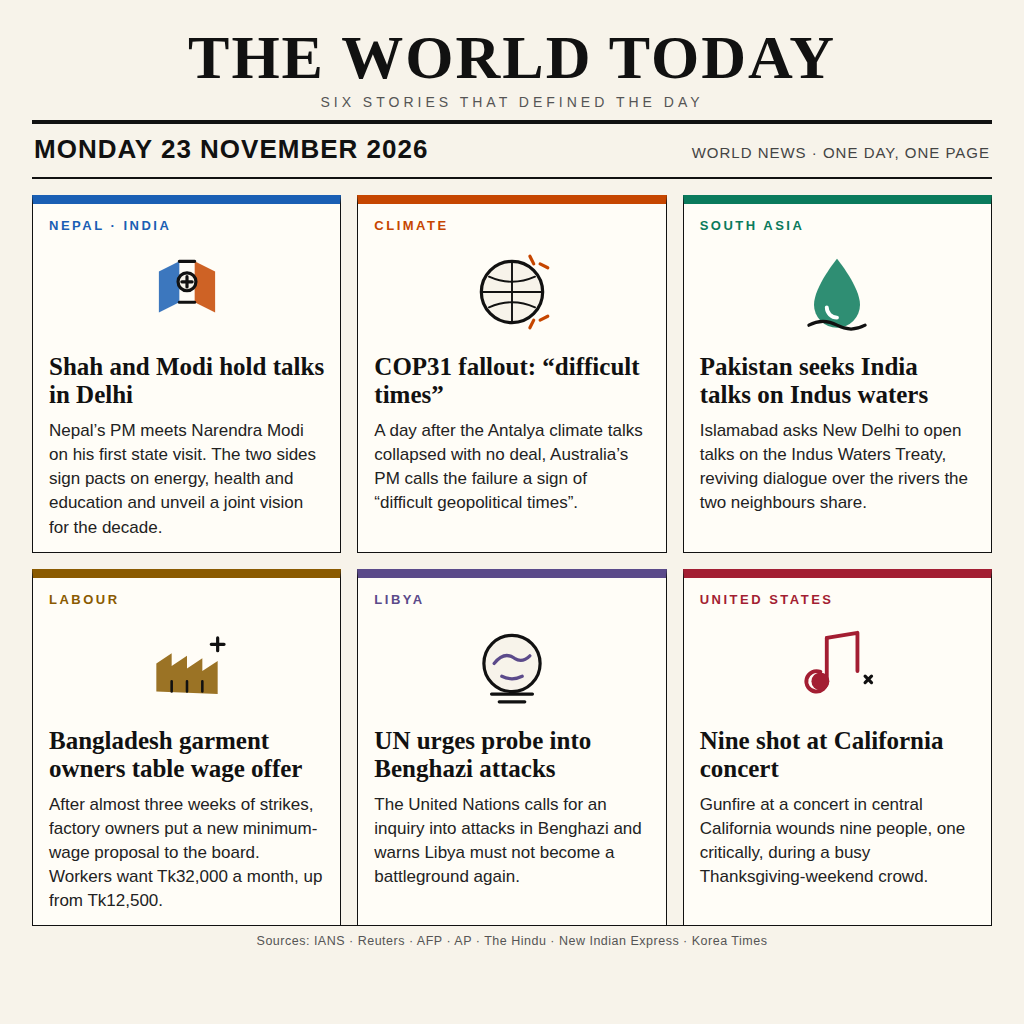 THE WORLD TODAY
SIX STORIES THAT DEFINED THE DAY
MONDAY 23 NOVEMBER 2026
WORLD NEWS · ONE DAY, ONE PAGE
NEPAL · INDIA
Shah and Modi hold talks
in Delhi
Nepal’s PM meets Narendra Modi
on his first state visit. The two sides
sign pacts on energy, health and
education and unveil a joint vision
for the decade.
CLIMATE
COP31 fallout: “difficult
times”
A day after the Antalya climate talks
collapsed with no deal, Australia’s
PM calls the failure a sign of
“difficult geopolitical times”.
SOUTH ASIA
Pakistan seeks India
talks on Indus waters
Islamabad asks New Delhi to open
talks on the Indus Waters Treaty,
reviving dialogue over the rivers the
two neighbours share.
LABOUR
Bangladesh garment
owners table wage offer
After almost three weeks of strikes,
factory owners put a new minimum-
wage proposal to the board.
Workers want Tk32,000 a month, up
from Tk12,500.
LIBYA
UN urges probe into
Benghazi attacks
The United Nations calls for an
inquiry into attacks in Benghazi and
warns Libya must not become a
battleground again.
UNITED STATES
Nine shot at California
concert
Gunfire at a concert in central
California wounds nine people, one
critically, during a busy
Thanksgiving-weekend crowd.
Sources: IANS · Reuters · AFP · AP · The Hindu · New Indian Express · Korea Times